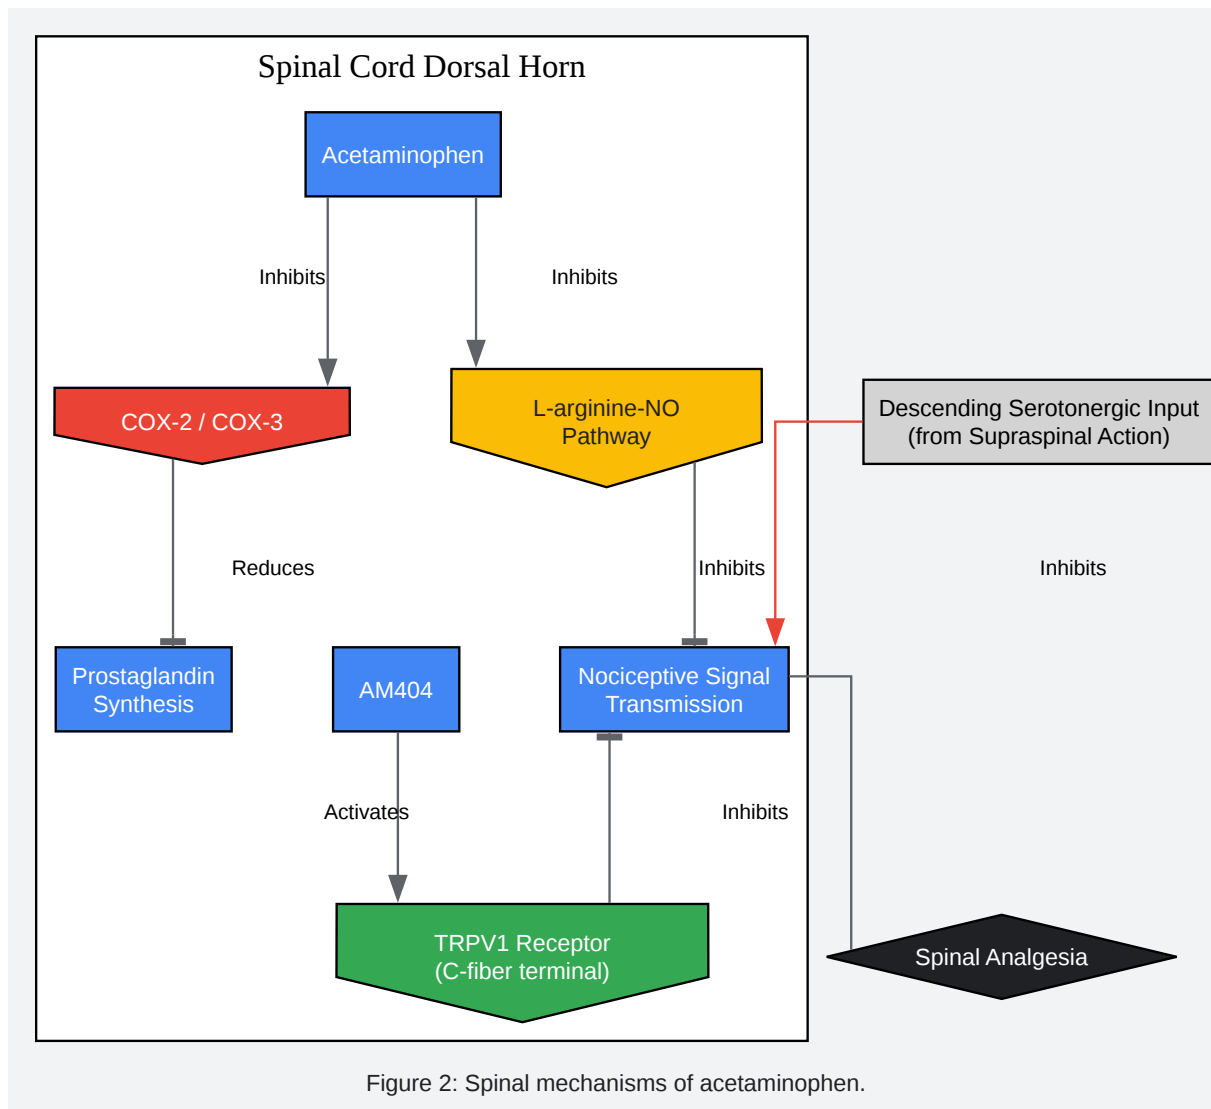 Spinal Cord Dorsal Horn
Acetaminophen
Inhibits
Inhibits
COX-2 / COX-3
L-arginine-NO
Pathway
Descending Serotonergic Input
(from Supraspinal Action)
Reduces
Inhibits
Inhibits
Prostaglandin
Synthesis
AM404
Nociceptive Signal
Transmission
Activates
Inhibits
TRPV1 Receptor
(C-fiber terminal)
Spinal Analgesia
Figure 2: Spinal mechanisms of acetaminophen.